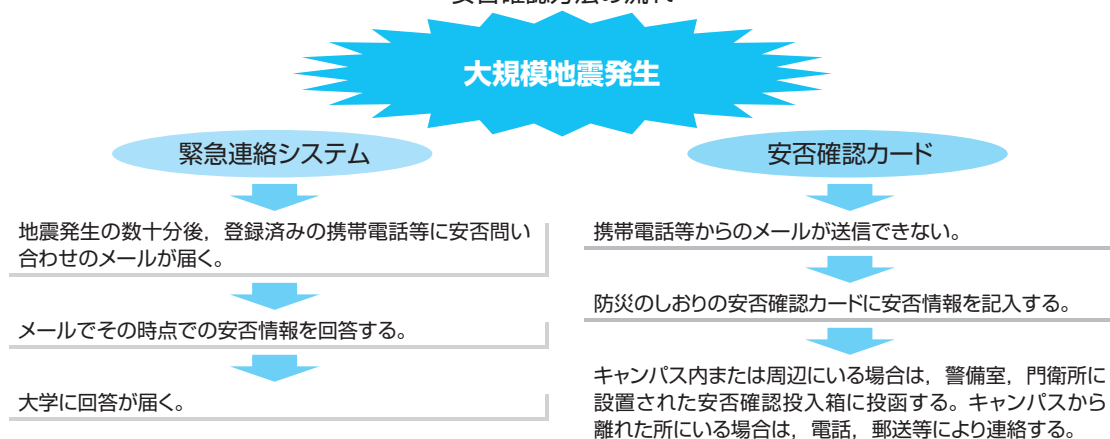 大規模地震発生
緊急連絡システム
地震発生の数十分後，登録済みの携帯電話等に安否問い
合わせのメールが届く。
メールでその時点での安否情報を回答する。
大学に回答が届く。
安否確認カード
携帯電話等からのメールが送信できない。
防災のしおりの安否確認カードに安否情報を記入する。
キャンパス内または周辺にいる場合は，警備室，門衛所に
設置された安否確認投入箱に投函する。キャンパスから
離れた所にいる場合は，電話，郵送等により連絡する。